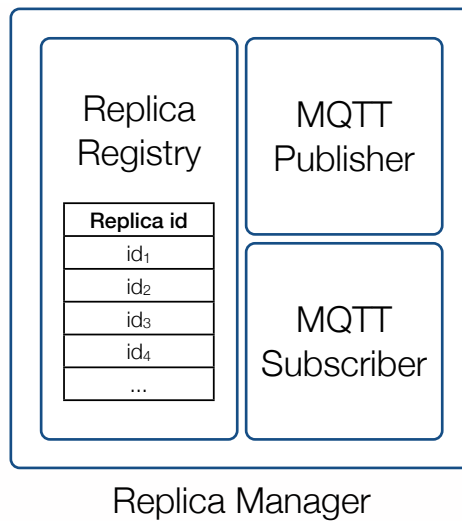 Replica
Registry
Replica id
id₁
id₂
id₃
id₄
...
MQTT
Publisher
MQTT
Subscriber
Replica Manager